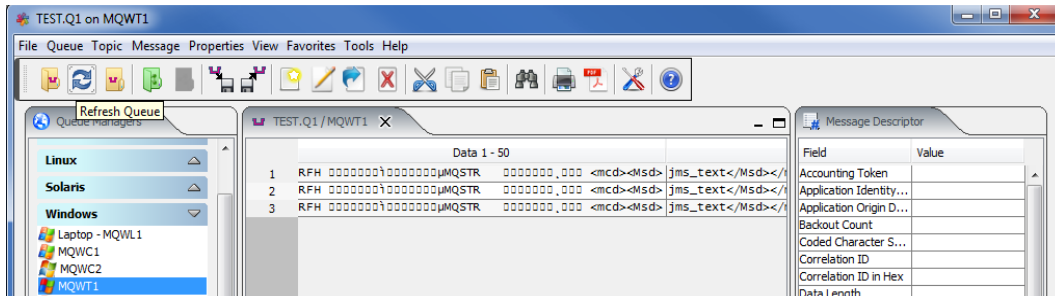 TEST.Q1 on MQWT1
File Queue Topic Message Properties View Favorites Tools Help
PDF
Refresh Queue
Queue Managers
TEST.Q1 / MQWT1
Message Descriptor
Linux
Solaris
Windows
Laptop - MQWL1
MQWC1
MQWC2
MQWT1
Data 1 - 50
1 RFH □□□□□□□ì□□□□□□□µMQSTR □□□□□□□¸□□□ <mcd><Msd> jms_text</Msd></
2 RFH □□□□□□□ì□□□□□□□µMQSTR □□□□□□□¸□□□ <mcd><Msd> jms_text</Msd></
3 RFH □□□□□□□ì□□□□□□□µMQSTR □□□□□□□¸□□□ <mcd><Msd> jms_text</Msd></
Field Value
Accounting Token
Application Identity...
Application Origin D...
Backout Count
Coded Character S...
Correlation ID
Correlation ID in Hex
Data Length